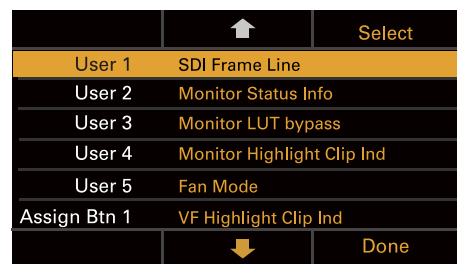 Select
User 1 SDI Frame Line
User 2 Monitor Status Info
User 3 Monitor LUT bypass
User 4 Monitor Highlight Clip Ind
User 5 Fan Mode
Assign Btn 1 VF Highlight Clip Ind
Done